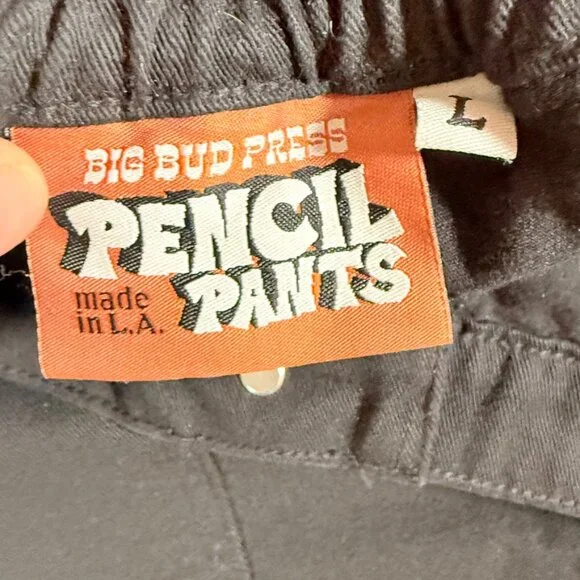 BIG BUD PRESS
PENCIL
PANTS
made
in L.A.
L